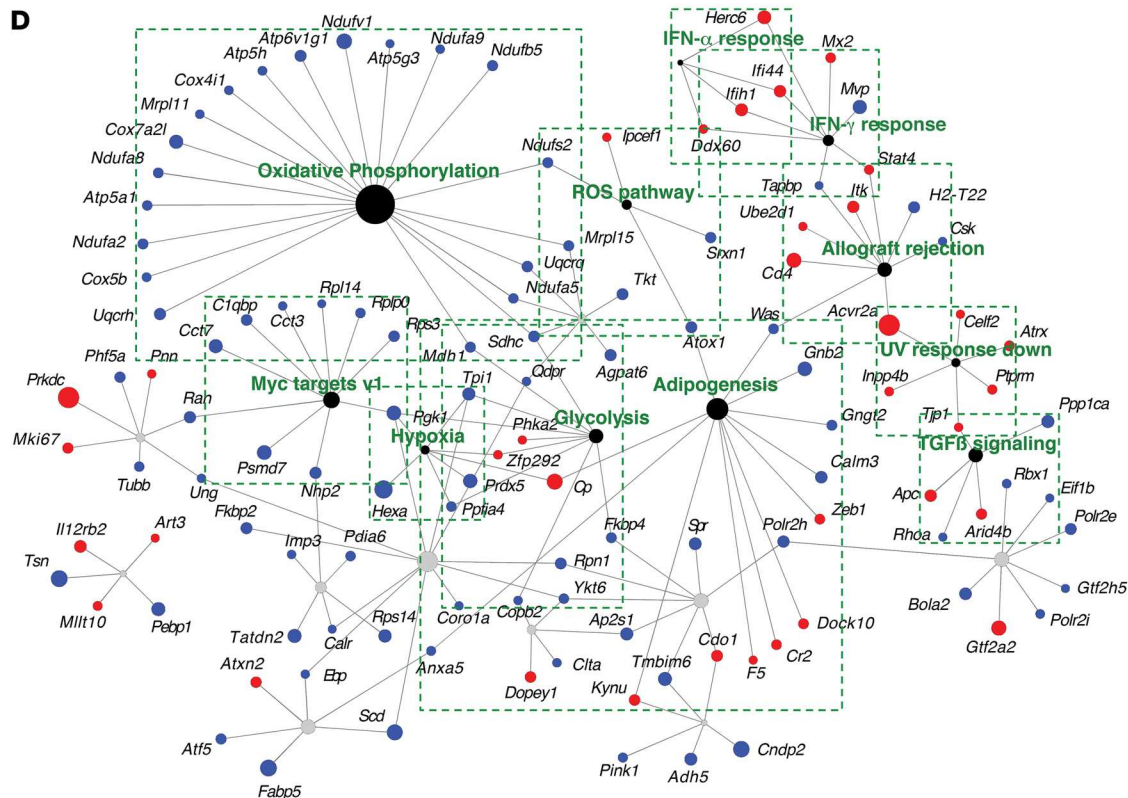 D
Ndufv1
Herc6
Atp6v1g1
Ndufa9
IFN-α response
Atp5h
Atp5g3
Ndufb5
Mx2
Cox4i1
Ifi44
Mrpl11
Ifih1
Mvp
Cox7a2l
IFN-γ response
Ndufs2
Ipcef1
Ddx60
Ndufa8
Oxidative Phosphorylation
Stat4
ROS pathway
Tapbp
Itk
H2-T22
Atp5a1
Ube2d1
Csk
Ndufa2
Mrpl15
Srxn1
Allograft rejection
Uqcrq
Cd4
Cox5b
Tkt
Ndufa5
Uqcrh
C1qbp
Rpl14
Rplp0
Was
Acvr2a
Cct3
Celf2
Cct7
Rps3
Sdhc
Atox1
Atrx
Phf5a
Pnn
Mdh1
Gnb2
UV response down
Qdpr
Agpat6
Prkdc
Myc targets v1
Tpi1
Adipogenesis
Inpp4b
Ptprm
Ran
Pgk1
Glycolysis
Gngt2
Tjp1
Ppp1ca
Mki67
Hypoxia
Phka2
TGFß signaling
Psmd7
Zfp292
Calm3
Tubb
Ung
Nhp2
Prdx5
Cp
Rbx1
Hexa
Ppfia4
Apc
Eif1b
Fkbp2
Zeb1
Il12rb2
Art3
Fkbp4
Spr
Polr2h
Rhoa
Arid4b
Polr2e
Imp3
Pdia6
Tsn
Rpn1
Ykt6
Gtf2h5
Mllt10
Pebp1
Coro1a
Copb2
Bola2
Polr2i
Tatdn2
Calr
Rps14
Ap2s1
Dock10
Gtf2a2
Anxa5
Cdo1
Cr2
Atxn2
Ebp
Clta
Tmbim6
F5
Dopey1
Kynu
Scd
Atf5
Cndp2
Fabp5
Pink1
Adh5